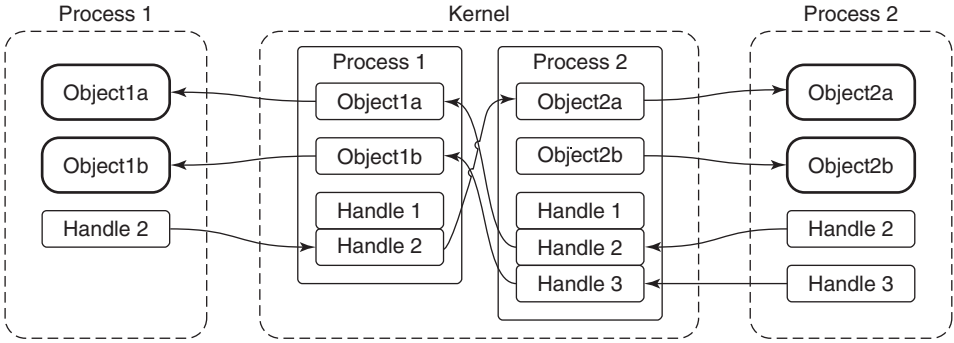 Process 1
Kernel
Process 2
Process 1
Process 2
Object1a
Object1a
Object2a
Object2a
Object1b
Object1b
Object2b
Object2b
Handle 1
Handle 1
Handle 2
Handle 2
Handle 2
Handle 2
Handle 3
Handle 3